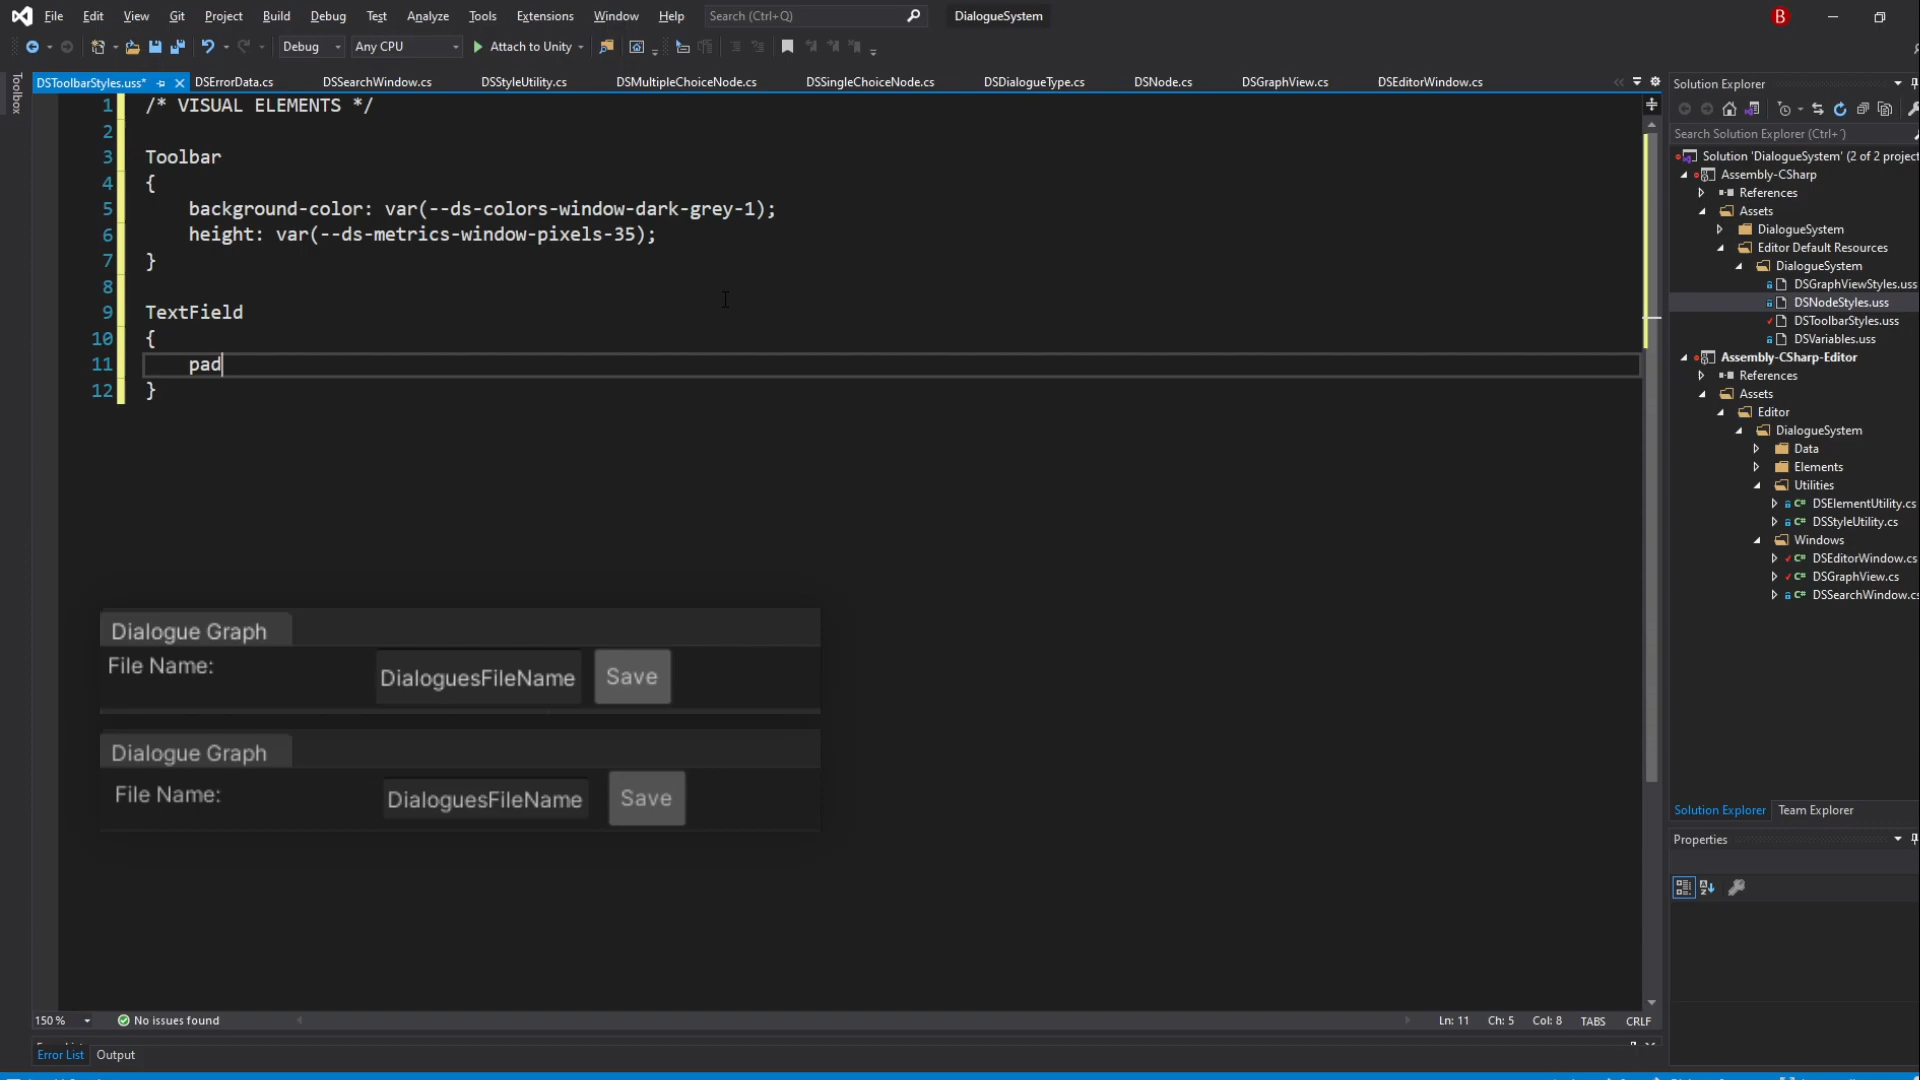 File Edit View Git Project Build Debug Test Analyze Tools Extensions Window Help Search (Ctrl+Q) DialogueSystem B
Debug Any CPU Attach to Unity
Toolbox
DSToolbarStyles.uss* DSErrorData.cs DSSearchWindow.cs DSStyleUtility.cs DSMultipleChoiceNode.cs DSSingleChoiceNode.cs DSDialogueType.cs DSNode.cs DSGraphView.cs DSEditorWindow.cs
1 /* VISUAL ELEMENTS */
2
3 Toolbar
4 {
5 background-color: var(--ds-colors-window-dark-grey-1);
6 height: var(--ds-metrics-window-pixels-35);
7 }
8
9 TextField
10 {
11 pad
12 }
Dialogue Graph
File Name: DialoguesFileName Save
Dialogue Graph
File Name: DialoguesFileName Save
150 % No issues found Ln: 11 Ch: 5 Col: 8 TABS CRLF
Error List Output
Solution Explorer
Search Solution Explorer (Ctrl+')
Solution 'DialogueSystem' (2 of 2 project
Assembly-CSharp
References
Assets
DialogueSystem
Editor Default Resources
DialogueSystem
DSGraphViewStyles.uss
DSNodeStyles.uss
DSToolbarStyles.uss
DSVariables.uss
Assembly-CSharp-Editor
References
Assets
Editor
DialogueSystem
Data
Elements
Utilities
DSElementUtility.cs
DSStyleUtility.cs
Windows
DSEditorWindow.cs
DSGraphView.cs
DSSearchWindow.cs
Solution Explorer Team Explorer
Properties